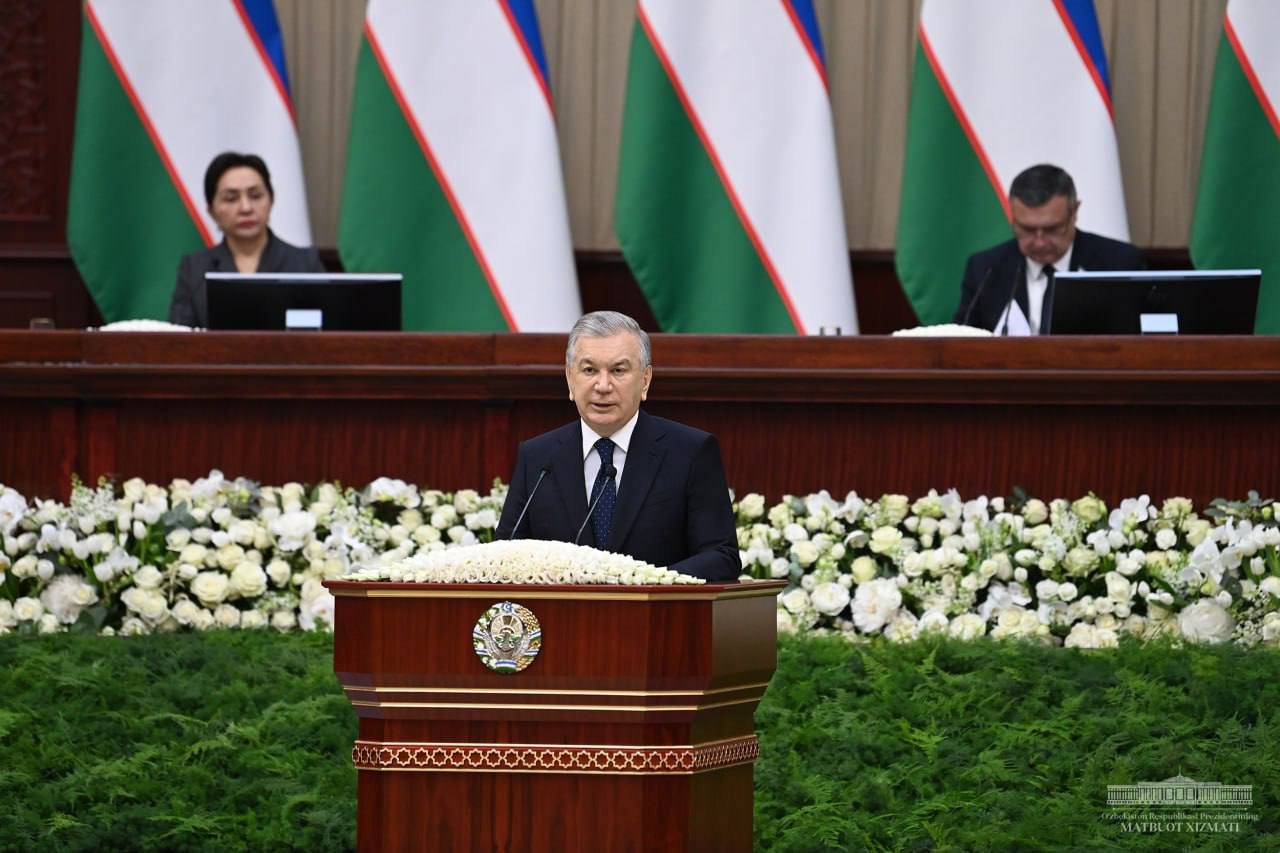 O'zbekiston Respublikasi Prezidentining
MATBUOT XIZMATI